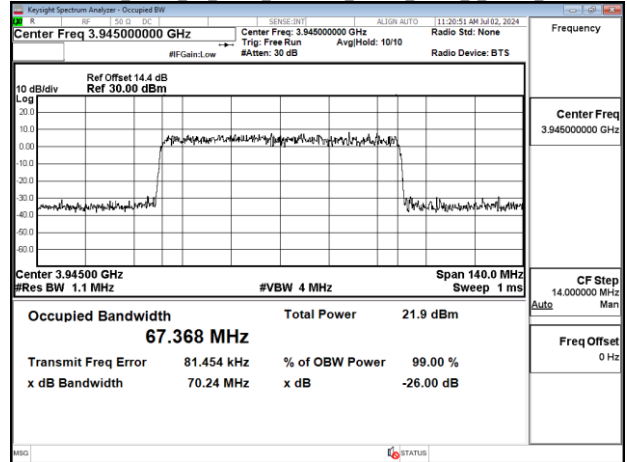 Keysight Spectrum Analyzer - Occupied BW
R RF 50 Ω DC SENSE:INT ALIGN AUTO 11:20:51 AM Jul 02, 2024
Center Freq 3.945000000 GHz
Center Freq: 3.945000000 GHz
Radio Std: None
Trig: Free Run Avg|Hold: 10/10
#IFGain:Low
#Atten: 30 dB
Radio Device: BTS
Frequency
Ref Offset 14.4 dB
10 dB/div Ref 30.00 dBm
Log
20.0
10.0
0.00
-10.0
-20.0
-30.0
-40.0
-50.0
-60.0
Center 3.94500 GHz Span 140.0 MHz
#Res BW 1.1 MHz #VBW 4 MHz Sweep 1 ms
Occupied Bandwidth Total Power 21.9 dBm
67.368 MHz
Transmit Freq Error 81.454 kHz % of OBW Power 99.00 %
x dB Bandwidth 70.24 MHz x dB -26.00 dB
Center Freq
3.945000000 GHz
CF Step
14.000000 MHz
Auto Man
Freq Offset
0 Hz
MSG STATUS